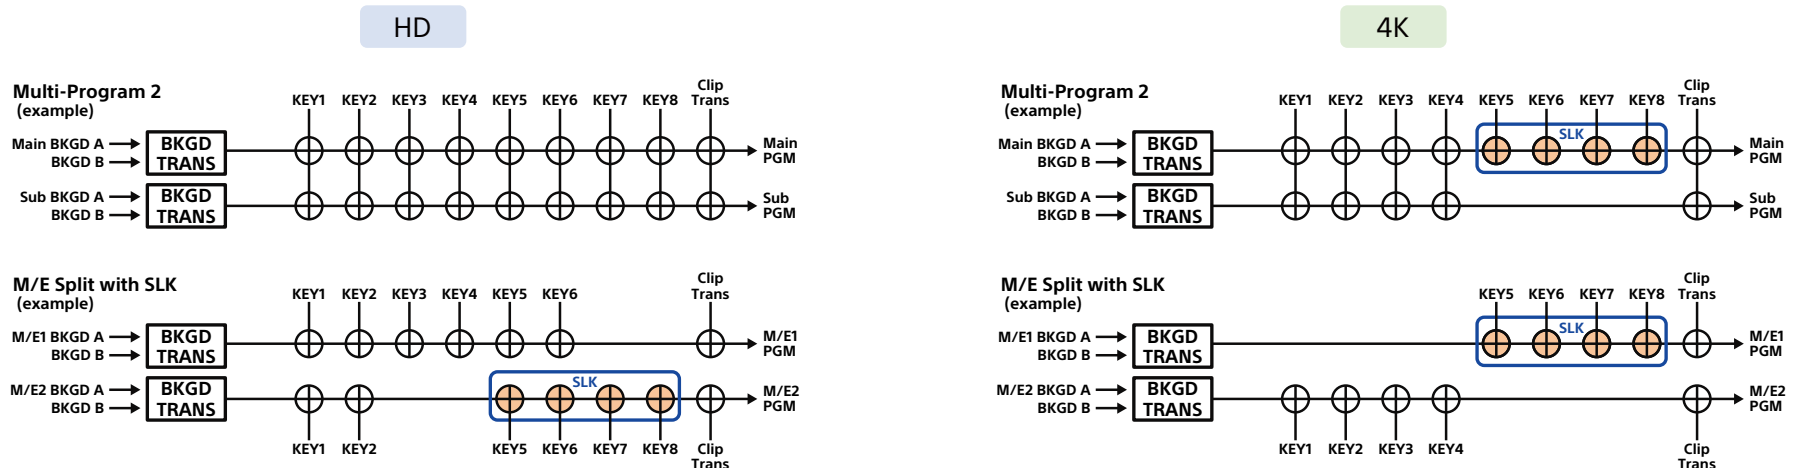 HD
Multi-Program 2
(example)
KEY1 KEY2 KEY3 KEY4 KEY5 KEY6 KEY7 KEY8
Clip
Trans
Main BKGD A
BKGD B
BKGD
TRANS
Main
PGM
Sub BKGD A
BKGD B
BKGD
TRANS
Sub
PGM
M/E Split with SLK
(example)
KEY1 KEY2 KEY3 KEY4 KEY5 KEY6
Clip
Trans
M/E1 BKGD A
BKGD B
BKGD
TRANS
M/E1
PGM
M/E2 BKGD A
BKGD B
BKGD
TRANS
SLK
M/E2
PGM
KEY1 KEY2 KEY5 KEY6 KEY7 KEY8
Clip
Trans
4K
Multi-Program 2
(example)
KEY1 KEY2 KEY3 KEY4 KEY5 KEY6 KEY7 KEY8
Clip
Trans
Main BKGD A
BKGD B
BKGD
TRANS
SLK
Main
PGM
Sub BKGD A
BKGD B
BKGD
TRANS
Sub
PGM
M/E Split with SLK
(example)
KEY5 KEY6 KEY7 KEY8
Clip
Trans
M/E1 BKGD A
BKGD B
BKGD
TRANS
SLK
M/E1
PGM
M/E2 BKGD A
BKGD B
BKGD
TRANS
M/E2
PGM
KEY1 KEY2 KEY3 KEY4
Clip
Trans